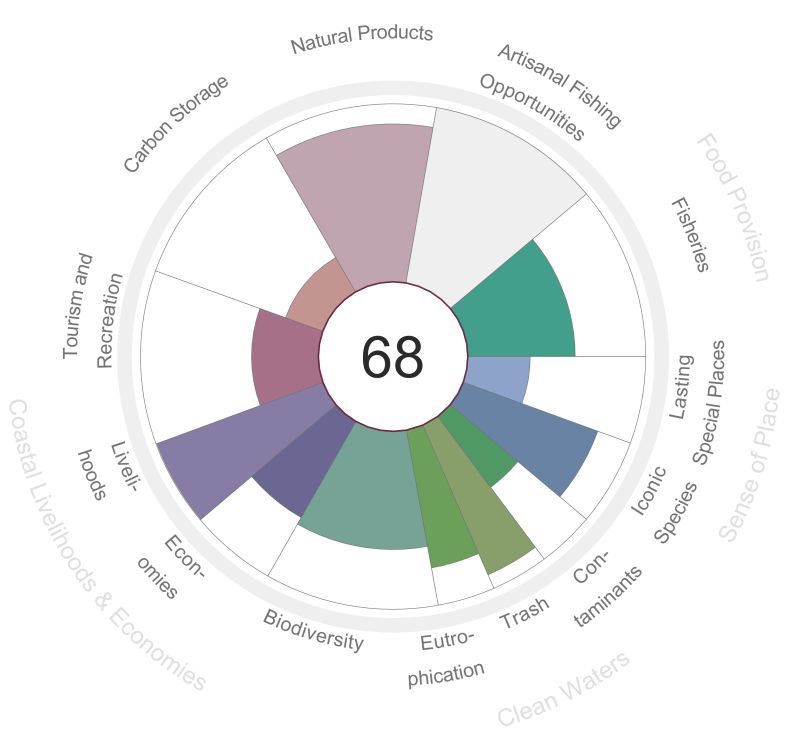 Natural Products
Artisanal Fishing
Opportunities
Carbon Storage
Food Provision
Fisheries
Tourism and
Recreation
68
Lasting
Special Places
Sense of Place
Iconic
Species
Coastal Livelihoods & Economies
Liveli-
hoods
Econ-
omies
Con-
taminants
Trash
Biodiversity
Eutro-
phication
Clean Waters